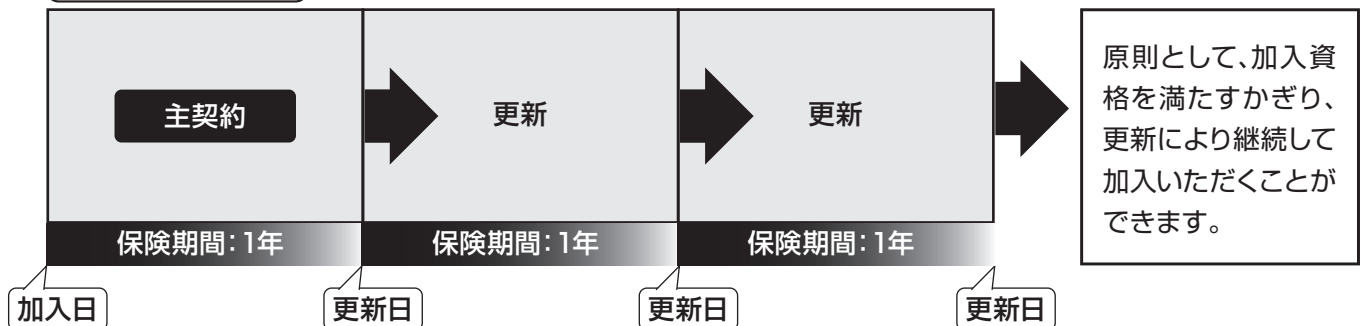 主契約
更新
更新
保険期間:1年
保険期間:1年
保険期間:1年
加入日
更新日
更新日
更新日
原則として、加入資
格を満たすかぎり、
更新により継続して
加入いただくことが
できます。